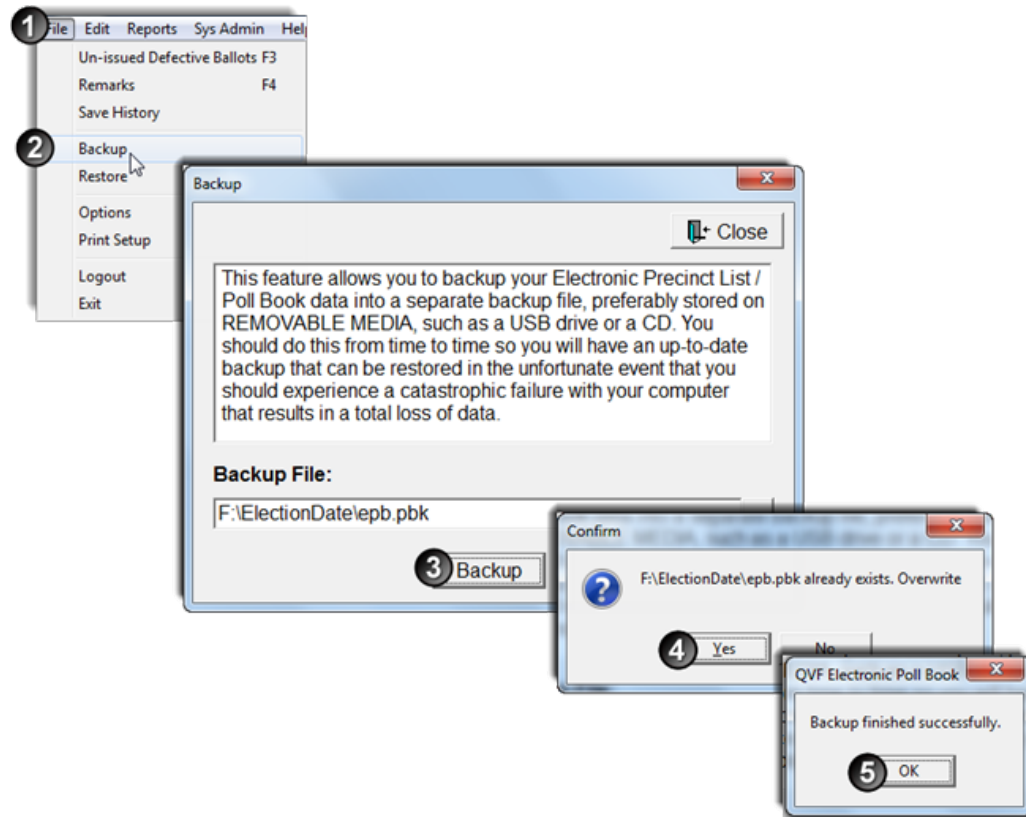 1
File Edit Reports Sys Admin
Un-issued Defective Ballots F3
Remarks F4
Save History
2
Backup
Restore
Options
Print Setup
Logout
Exit
Backup
Close
This feature allows you to backup your Electronic Precinct List /
Poll Book data into a separate backup file, preferably stored on
REMOVABLE MEDIA, such as a USB drive or a CD. You
should do this from time to time so you will have an up-to-date
backup that can be restored in the unfortunate event that you
should experience a catastrophic failure with your computer
that results in a total loss of data.
Backup File:
F:\ElectionDate\epb.pbk
3 Backup
Confirm
F:\ElectionDate\epb.pbk already exists. Overwrite
4 Yes No
QVF Electronic Poll Book
Backup finished successfully.
5 OK